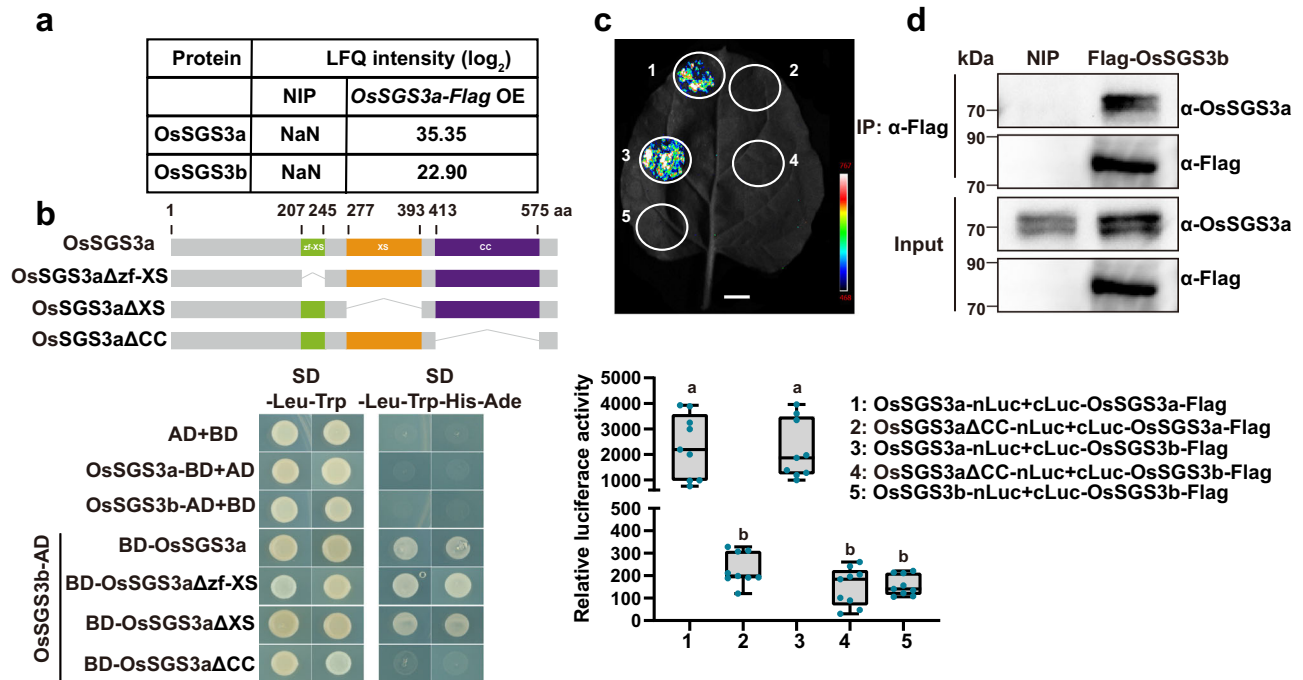 a
Protein LFQ intensity (log2)
NIP OsSGS3a-Flag OE
OsSGS3a NaN 35.35
OsSGS3b NaN 22.90
b
1 207 245 277 393 413 575 aa
OsSGS3a zf-XS XS CC
OsSGS3aΔzf-XS
OsSGS3aΔXS
OsSGS3aΔCC
SD SD
-Leu-Trp -Leu-Trp-His-Ade
AD+BD
OsSGS3a-BD+AD
OsSGS3b-AD+BD
OsSGS3b-AD
BD-OsSGS3a
BD-OsSGS3aΔzf-XS
BD-OsSGS3aΔXS
BD-OsSGS3aΔCC
c
1 2
3 4
5
767
468
Relative luciferace activity
5000
4000
3000
2000
1000
500
400
300
200
100
0
a b a b b
1 2 3 4 5
1: OsSGS3a-nLuc+cLuc-OsSGS3a-Flag
2: OsSGS3aΔCC-nLuc+cLuc-OsSGS3a-Flag
3: OsSGS3a-nLuc+cLuc-OsSGS3b-Flag
4: OsSGS3aΔCC-nLuc+cLuc-OsSGS3b-Flag
5: OsSGS3b-nLuc+cLuc-OsSGS3b-Flag
d
kDa NIP Flag-OsSGS3b
IP: α-Flag
70 α-OsSGS3a
90
α-Flag
70
Input
70 α-OsSGS3a
90
α-Flag
70